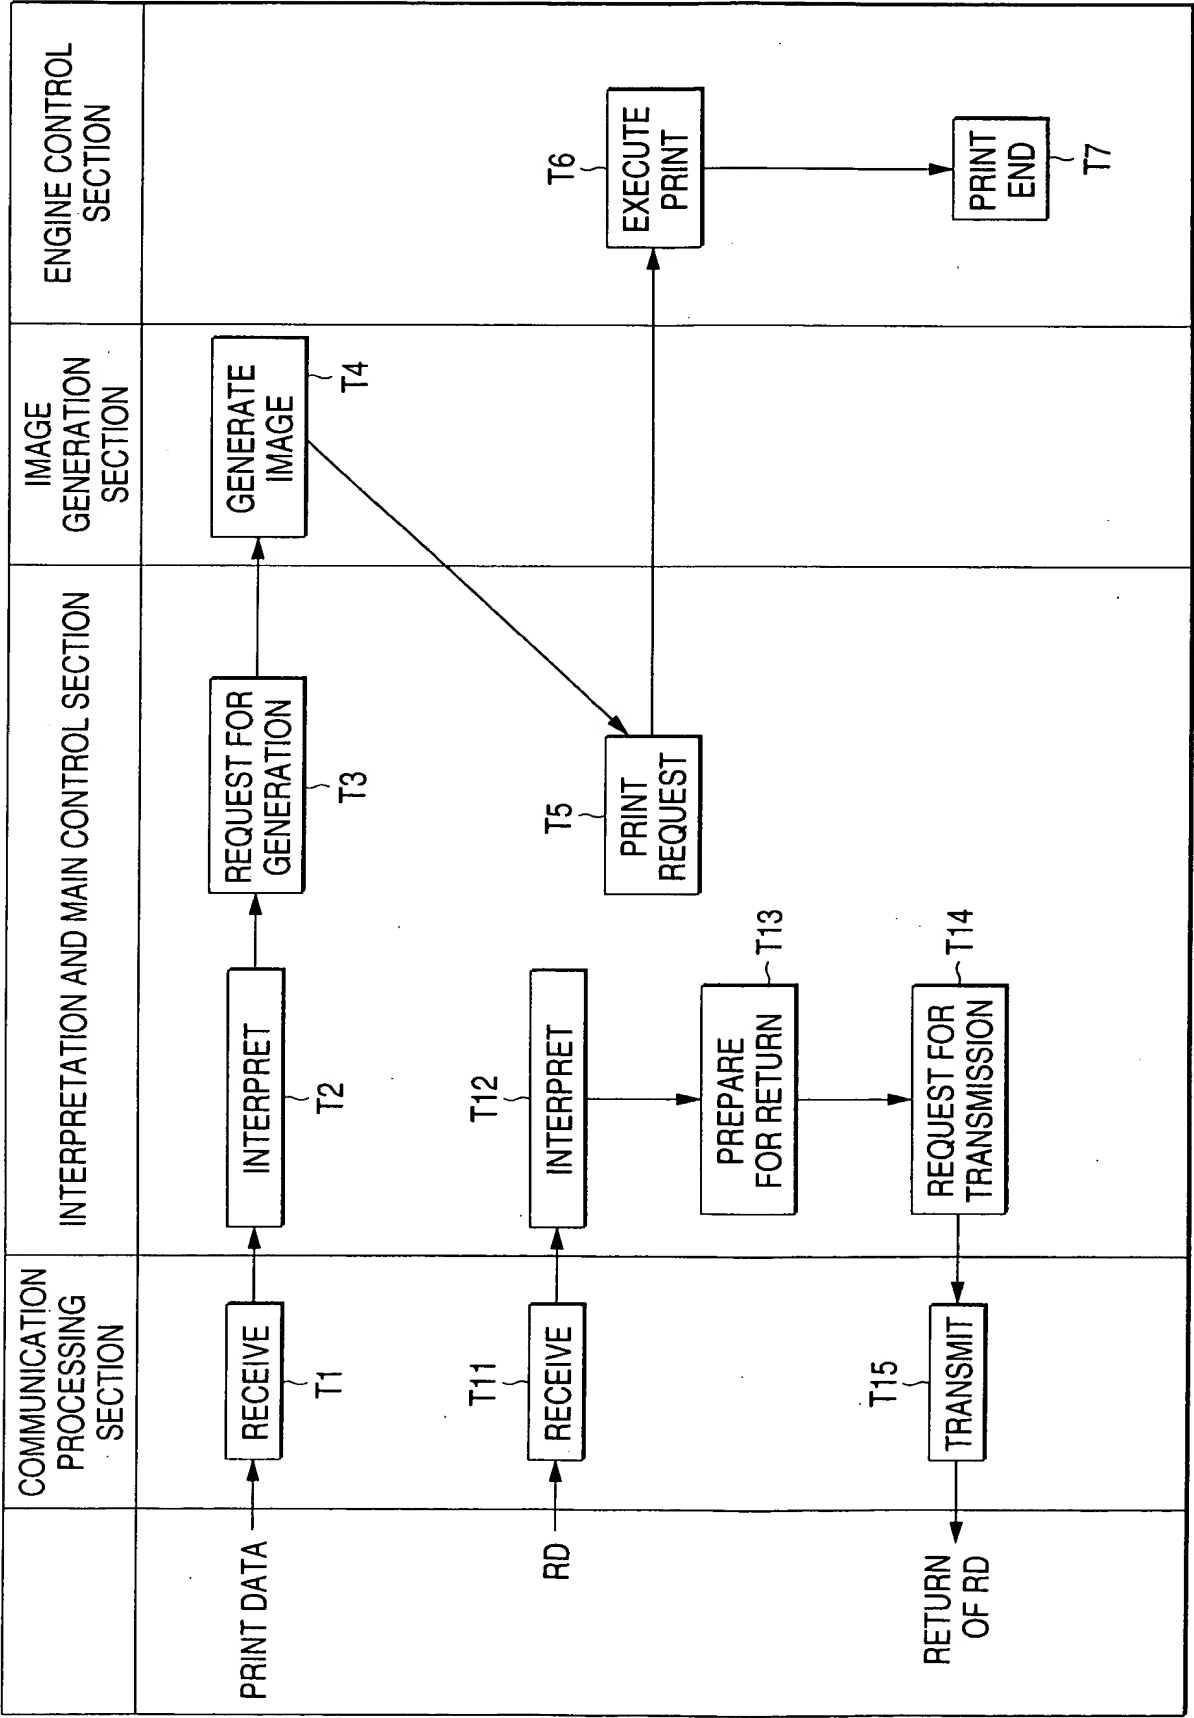 COMMUNICATION
PROCESSING
SECTION
INTERPRETATION AND MAIN CONTROL SECTION
IMAGE
GENERATION
SECTION
ENGINE CONTROL
SECTION
PRINT DATA
RECEIVE
T1
INTERPRET
T2
REQUEST FOR
GENERATION
T3
GENERATE
IMAGE
T4
RD
T11
RECEIVE
T12
INTERPRET
T5
PRINT
REQUEST
T6
EXECUTE
PRINT
PREPARE
FOR RETURN
T13
RETURN
OF RD
T15
TRANSMIT
REQUEST FOR
TRANSMISSION
T14
PRINT
END
T7